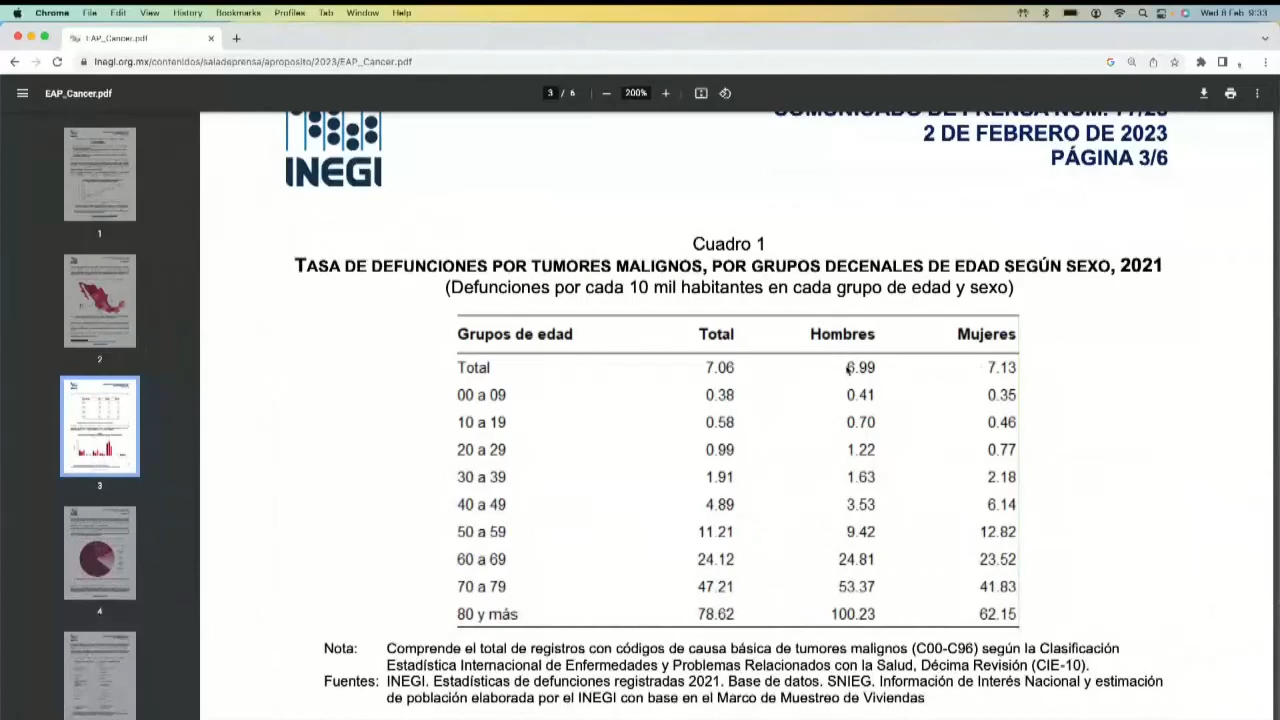 Chrome File Edit View History Bookmarks Profiles Tab Window Help Wed 8 Feb 9:33
EAP_Cancer.pdf
inegi.org.mx/contenidos/saladeprensa/aproposito/2023/EAP_Cancer.pdf
EAP_Cancer.pdf 3 / 6 200%
COMUNICADO DE PRENSA NÚM. 77/23
2 DE FEBRERO DE 2023
PÁGINA 3/6
INEGI
1
2
3
4
Cuadro 1
TASA DE DEFUNCIONES POR TUMORES MALIGNOS, POR GRUPOS DECENALES DE EDAD SEGÚN SEXO, 2021
(Defunciones por cada 10 mil habitantes en cada grupo de edad y sexo)
Grupos de edad Total Hombres Mujeres
Total 7.06 6.99 7.13
00 a 09 0.38 0.41 0.35
10 a 19 0.58 0.70 0.46
20 a 29 0.99 1.22 0.77
30 a 39 1.91 1.63 2.18
40 a 49 4.89 3.53 6.14
50 a 59 11.21 9.42 12.82
60 a 69 24.12 24.81 23.52
70 a 79 47.21 53.37 41.83
80 y más 78.62 100.23 62.15
Nota: Comprende el total de registros con códigos de causa básica de tumores malignos (C00-C96) según la Clasificación
Estadística Internacional de Enfermedades y Problemas Relacionados con la Salud, Décima Revisión (CIE-10).
Fuentes: INEGI. Estadísticas de defunciones registradas 2021. Base de datos. SNIEG. Información de Interés Nacional y estimación
de población elaborada por el INEGI con base en el Marco de Muestreo de Viviendas